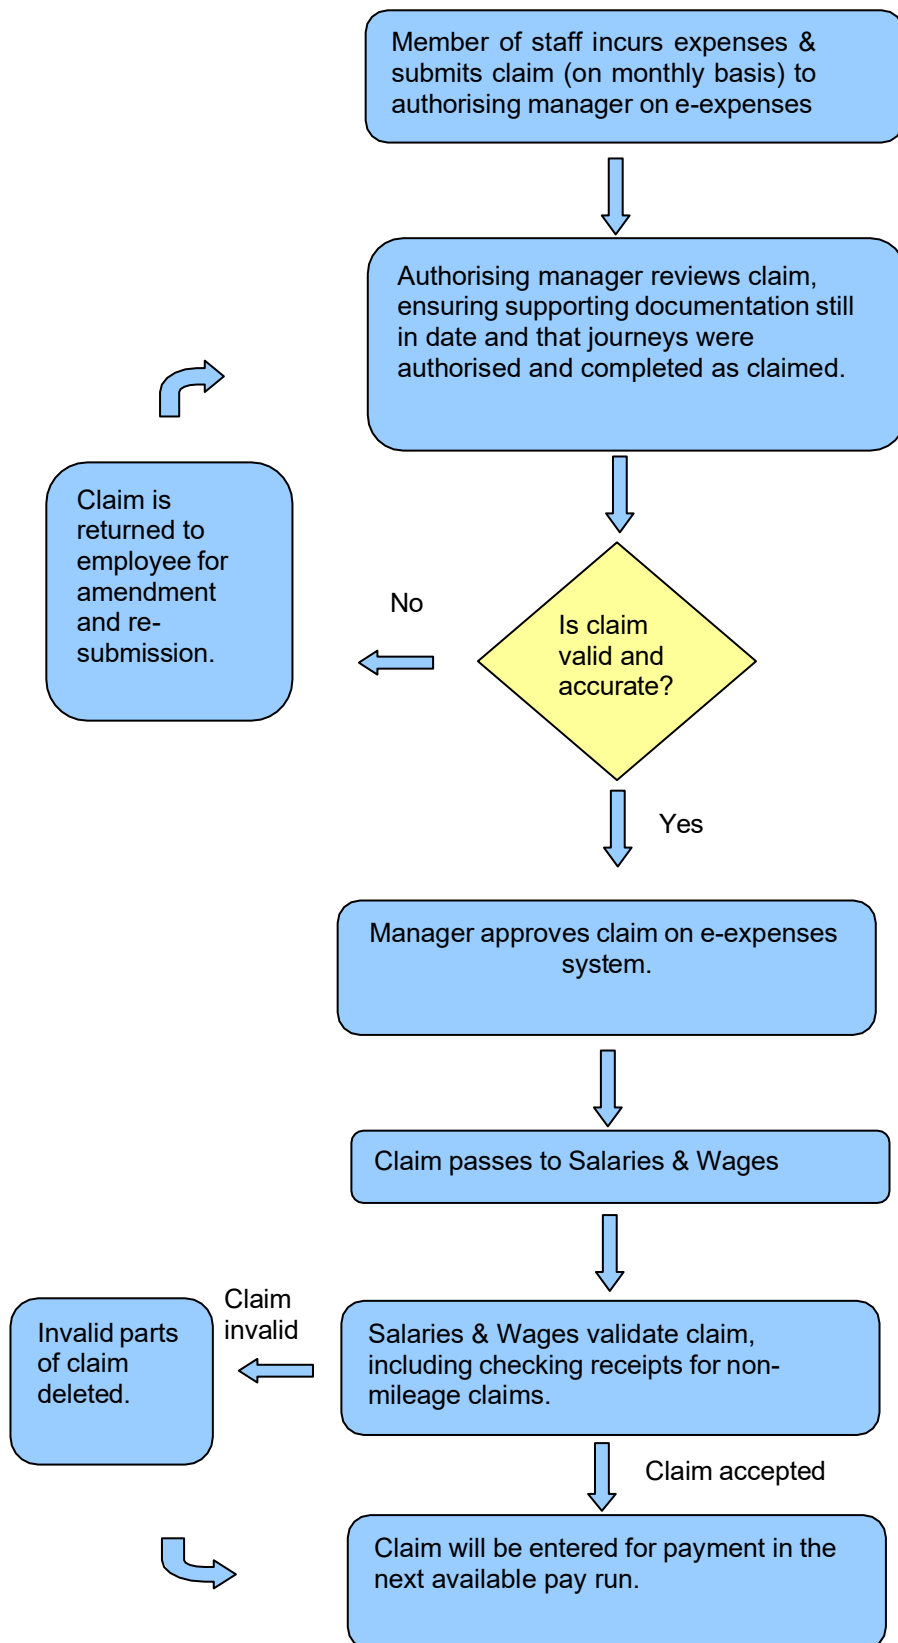 Member of staff incurs expenses &
submits claim (on monthly basis) to
authorising manager on e-expenses
Authorising manager reviews claim,
ensuring supporting documentation still
in date and that journeys were
authorised and completed as claimed.
Claim is
returned to
employee for
amendment
and re-
submission.
No
Is claim
valid and
accurate?
Yes
Manager approves claim on e-expenses
system.
Claim passes to Salaries & Wages
Claim
invalid
Invalid parts
of claim
deleted.
Salaries & Wages validate claim,
including checking receipts for non-
mileage claims.
Claim accepted
Claim will be entered for payment in the
next available pay run.